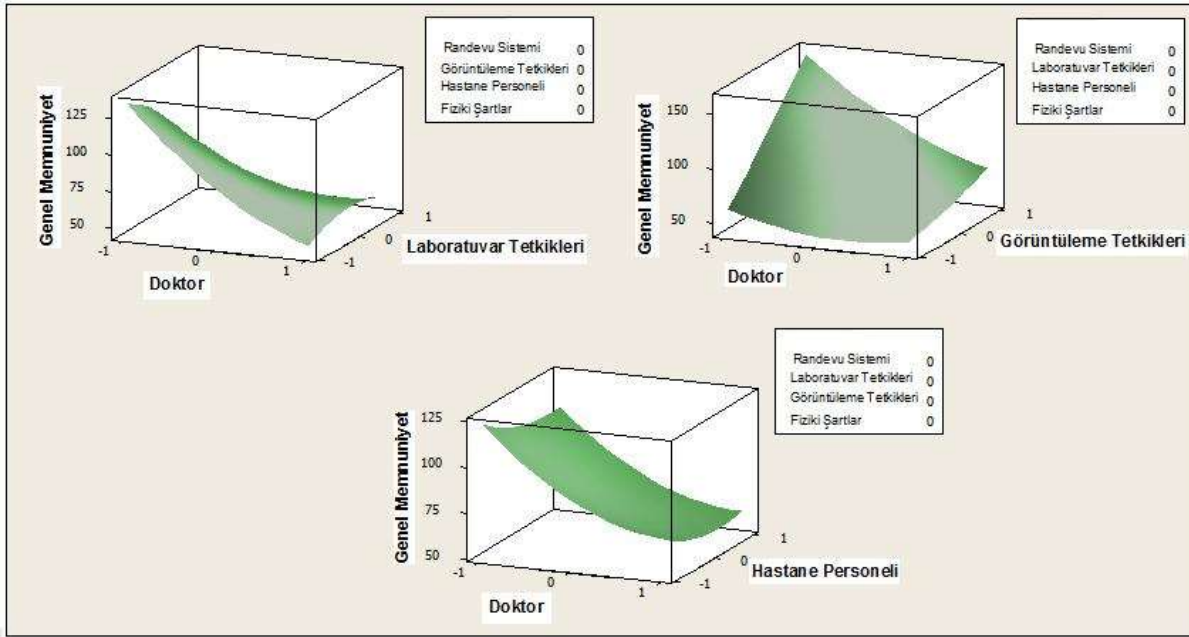 Randevu Sistemi 0
Görüntüleme Tetkikleri 0
Hastane Personeli 0
Fiziki Şartlar 0
Genel Memnuniyet
125
100
75
50
-1
0
1
Doktor
-1
0
1
Laboratuvar Tetkikleri
Randevu Sistemi 0
Laboratuvar Tetkikleri 0
Hastane Personeli 0
Fiziki Şartlar 0
Genel Memnuniyet
150
100
50
-1
0
1
Doktor
-1
0
1
Görüntüleme Tetkikleri
Randevu Sistemi 0
Laboratuvar Tetkikleri 0
Görüntüleme Tetkikleri 0
Fiziki Şartlar 0
Genel Memnuniyet
125
100
75
50
-1
0
1
Doktor
-1
0
1
Hastane Personeli